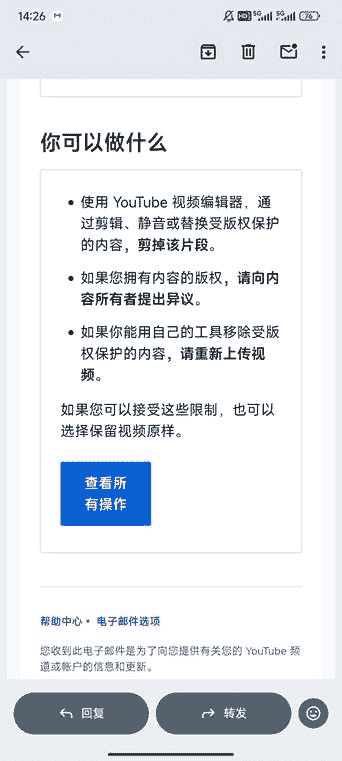 14:26
HD 5G 5G 76
你可以做什么
• 使用 YouTube 视频编辑器，通
过剪辑、静音或替换受版权保护
的内容，剪掉该片段。
• 如果您拥有内容的版权，请向内
容所有者提出异议。
• 如果你能用自己的工具移除受版
权保护的内容，请重新上传视
频。
如果您可以接受这些限制，也可以
选择保留视频原样。
查看所
有操作
帮助中心 • 电子邮件选项
您收到此电子邮件是为了向您提供有关您的 YouTube 频
道或帐户的信息和更新。
回复
转发